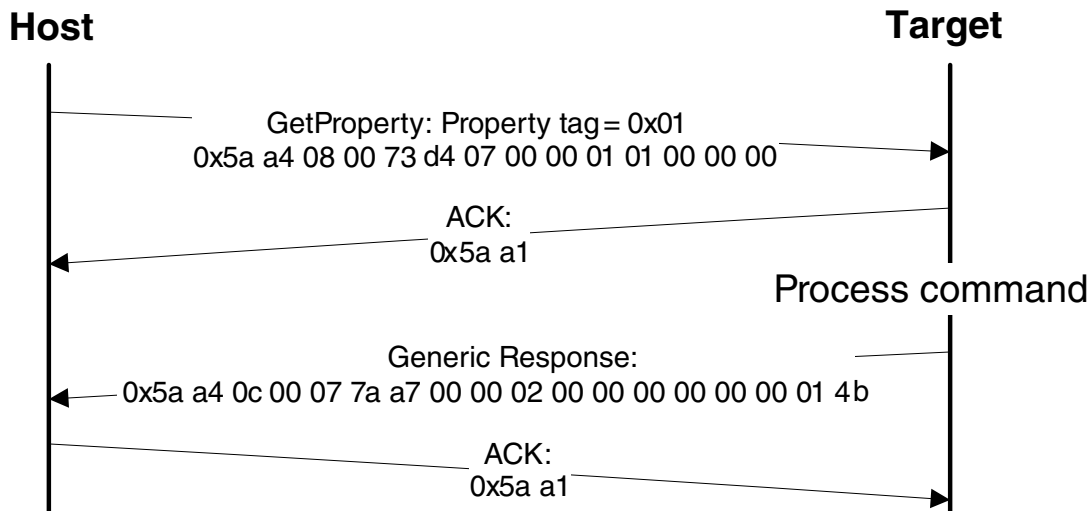 Host
Target
GetProperty: Property tag = 0x01
0x5a a4 08 00 73 d4 07 00 00 01 01 00 00 00
ACK:
0x5a a1
Process command
Generic Response:
0x5a a4 0c 00 07 7a a7 00 00 02 00 00 00 00 00 00 01 4b
ACK:
0x5a a1